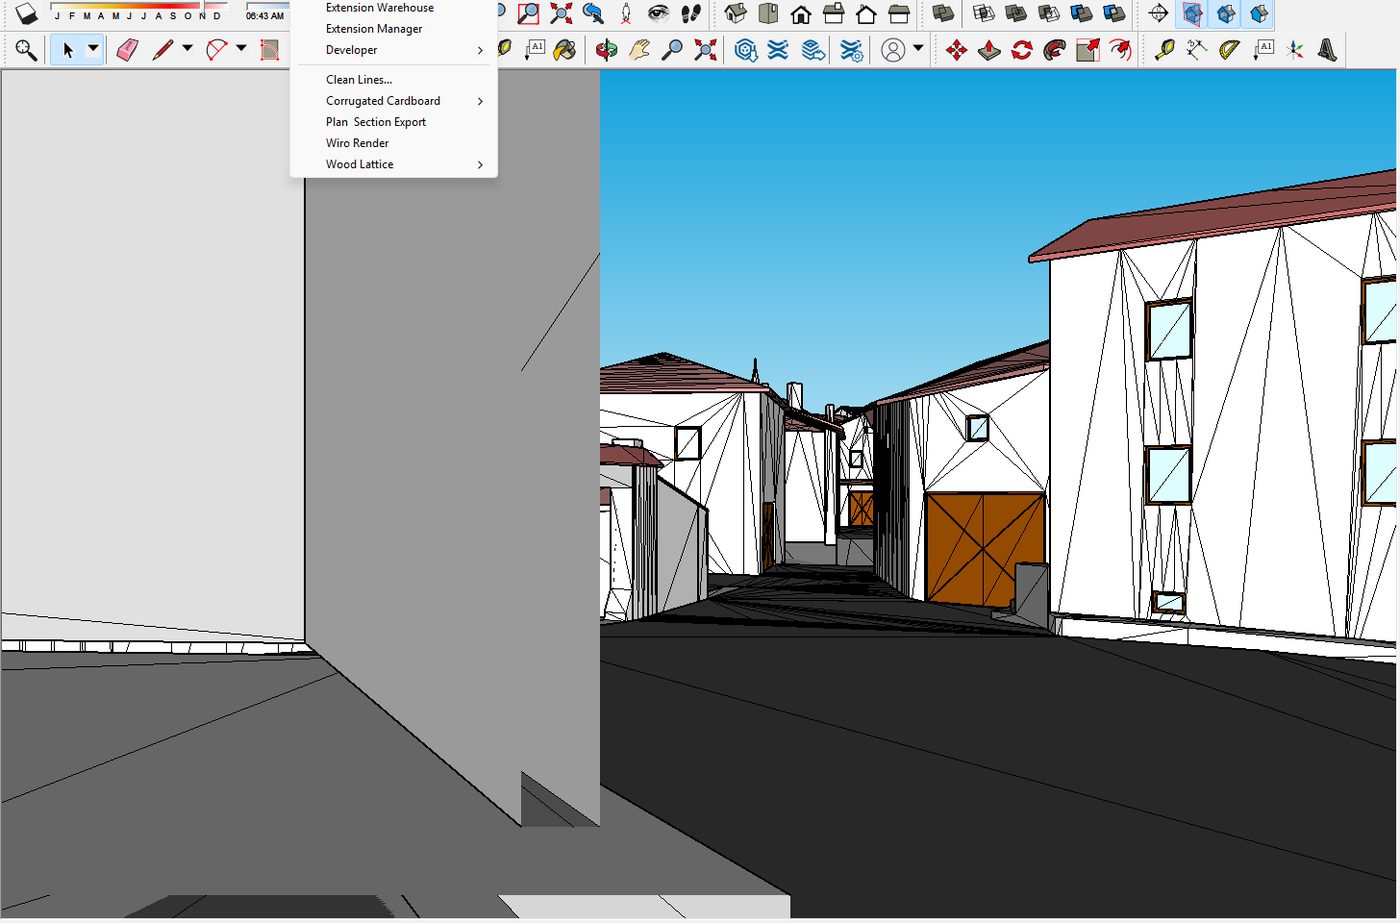 J F M A M J J A S O N D
06:43 AM
Extension Warehouse
Extension Manager
Developer
Clean Lines...
Corrugated Cardboard
Plan Section Export
Wiro Render
Wood Lattice
A1
A1